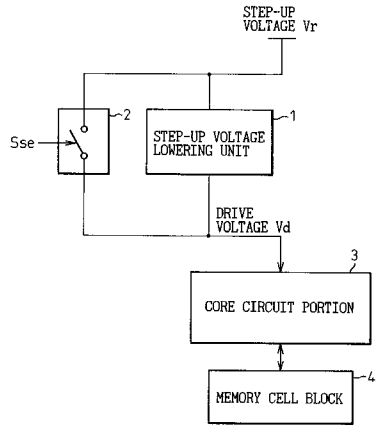 STEP-UP
VOLTAGE Vr
2
1
Sse
STEP-UP VOLTAGE
LOWERING UNIT
DRIVE
VOLTAGE Vd
3
CORE CIRCUIT PORTION
4
MEMORY CELL BLOCK